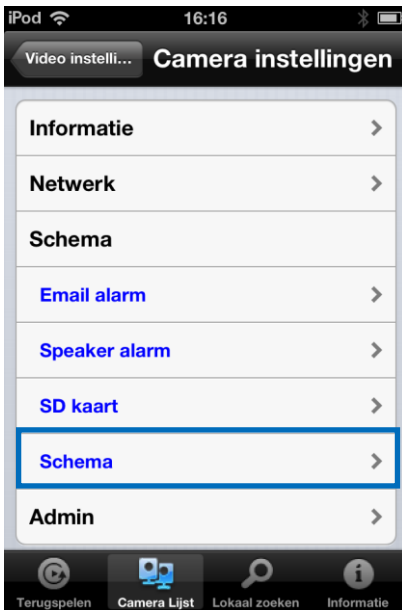 iPod 16:16
Video instelli... Camera instellingen
Informatie
Netwerk
Schema
Email alarm
Speaker alarm
SD kaart
Schema
Admin
Terugspelen Camera Lijst Lokaal zoeken Informatie